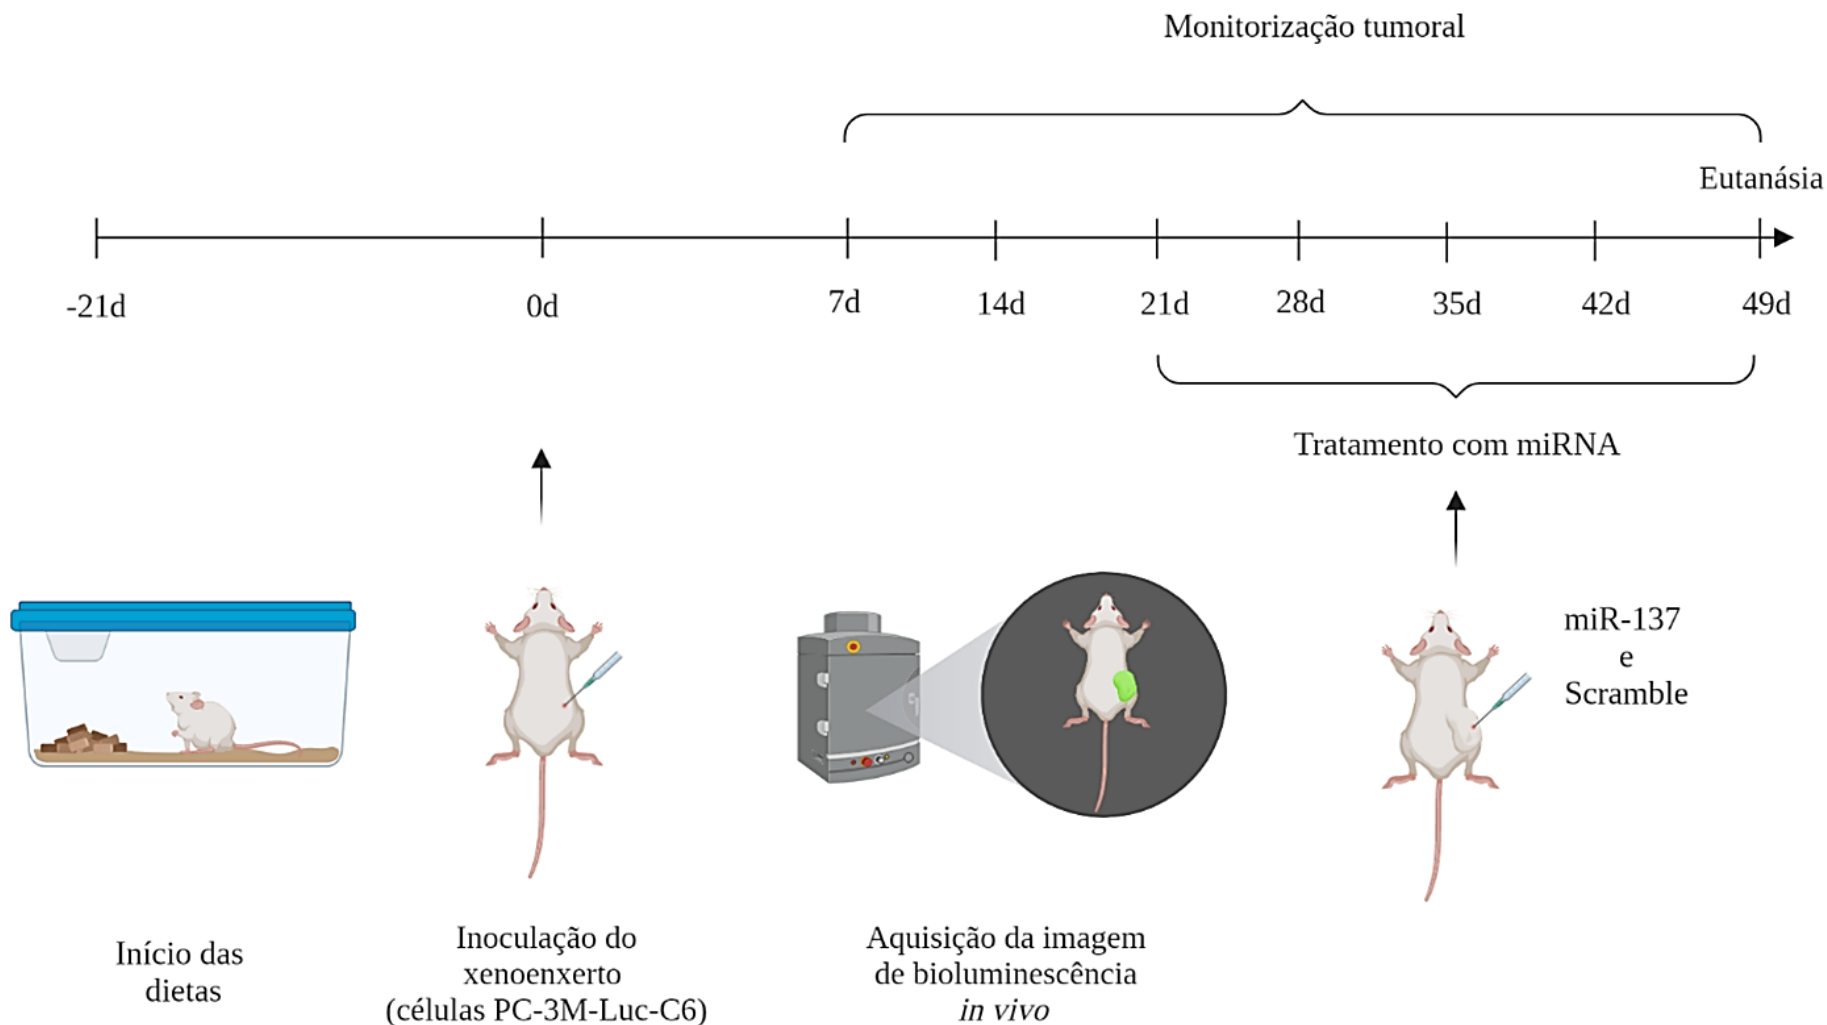 Monitorização tumoral
Eutanásia
-21d
0d
7d
14d
21d
28d
35d
42d
49d
Tratamento com miRNA
miR-137
e
Scramble
Início das
dietas
Inoculação do
xenoenxerto
(células PC-3M-Luc-C6)
Aquisição da imagem
de bioluminescência
in vivo